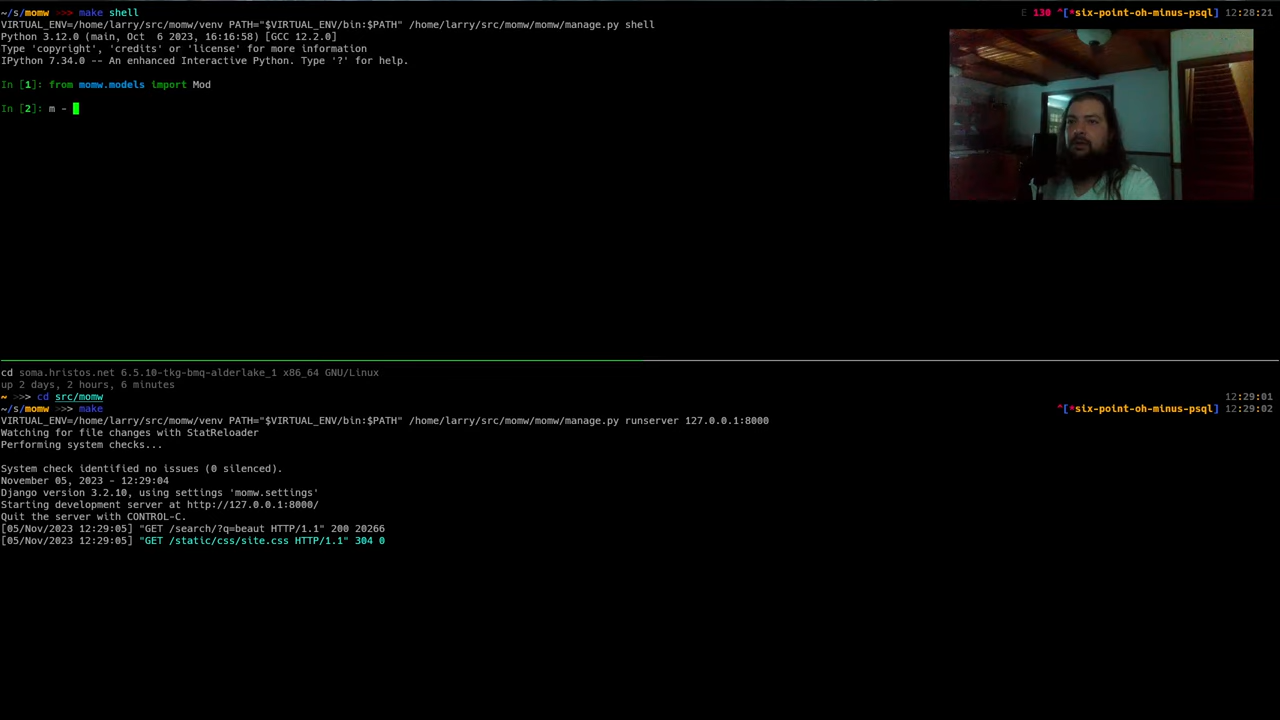 ~/s/momw >>> make shell E 130 ^[*six-point-oh-minus-psql] 12:28:21
VIRTUAL_ENV=/home/larry/src/momw/venv PATH="$VIRTUAL_ENV/bin:$PATH" /home/larry/src/momw/momw/manage.py shell
Python 3.12.0 (main, Oct  6 2023, 16:16:58) [GCC 12.2.0]
Type 'copyright', 'credits' or 'license' for more information
IPython 7.34.0 -- An enhanced Interactive Python. Type '?' for help.
In [1]: from momw.models import Mod
In [2]: m -
cd soma.hristos.net 6.5.10-tkg-bmq-alderlake_1 x86_64 GNU/Linux
up 2 days, 2 hours, 6 minutes
~ >>> cd src/momw 12:29:01
~/s/momw >>> make ^[*six-point-oh-minus-psql] 12:29:02
VIRTUAL_ENV=/home/larry/src/momw/venv PATH="$VIRTUAL_ENV/bin:$PATH" /home/larry/src/momw/momw/manage.py runserver 127.0.0.1:8000
Watching for file changes with StatReloader
Performing system checks...
System check identified no issues (0 silenced).
November 05, 2023 - 12:29:04
Django version 3.2.10, using settings 'momw.settings'
Starting development server at http://127.0.0.1:8000/
Quit the server with CONTROL-C.
[05/Nov/2023 12:29:05] "GET /search/?q=beaut HTTP/1.1" 200 20266
[05/Nov/2023 12:29:05] "GET /static/css/site.css HTTP/1.1" 304 0